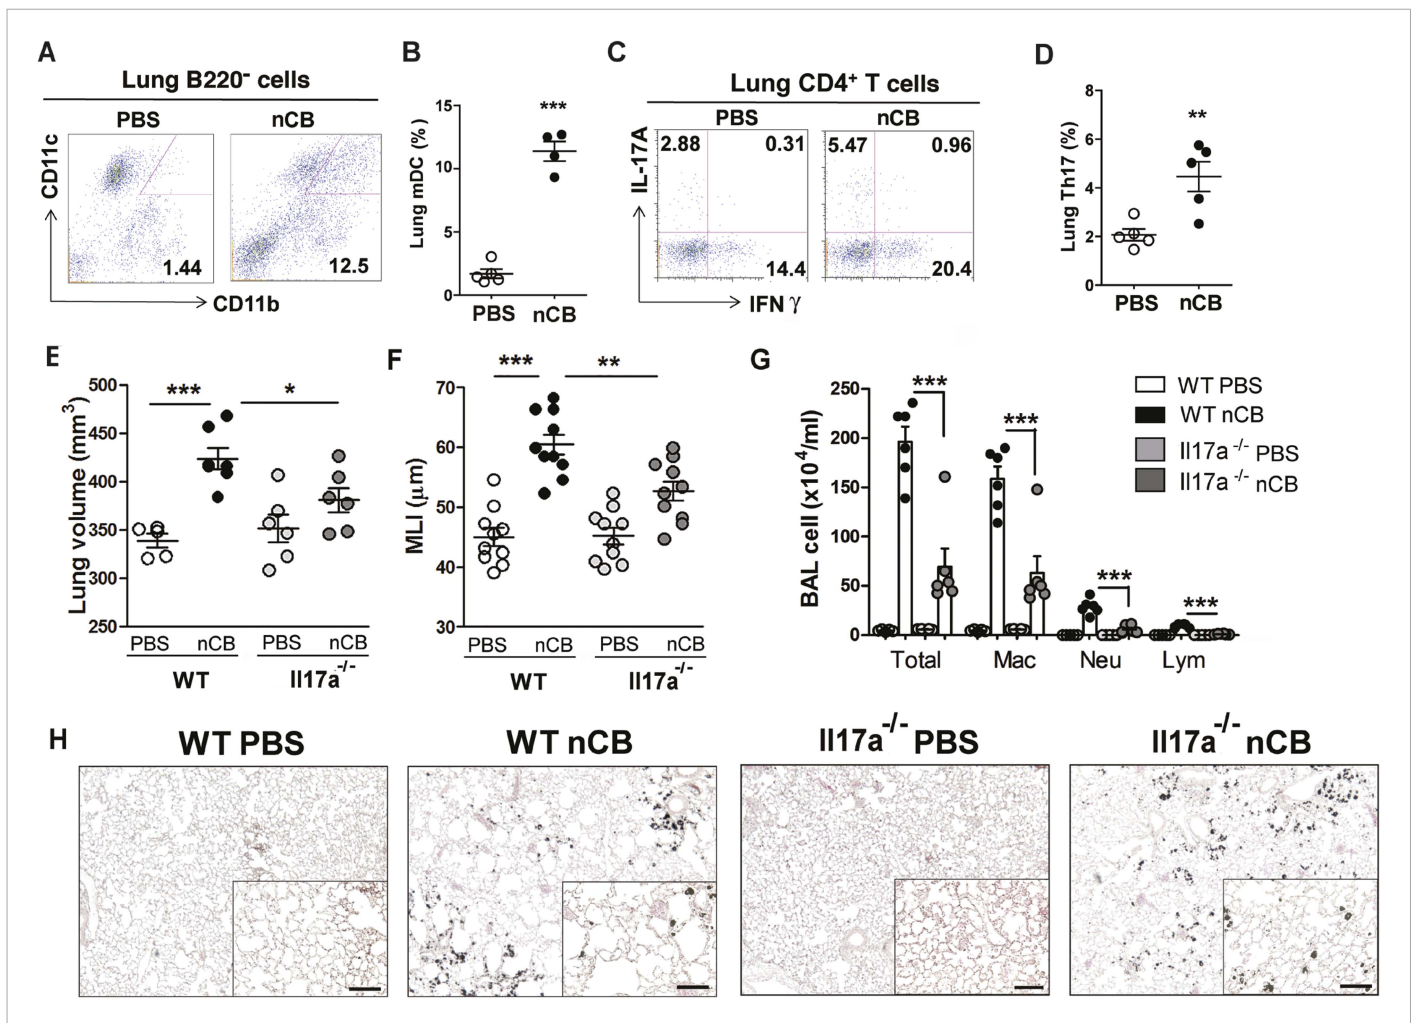 A
Lung B220⁻ cells
PBS nCB
CD11c
1.44 12.5
CD11b
B
***
Lung mDC (%)
15
10
5
0
PBS nCB
C
Lung CD4⁺ T cells
PBS nCB
IL-17A
2.88 0.31 5.47 0.96
14.4 20.4
IFN γ
D
**
Lung Th17 (%)
8
6
4
2
0
PBS nCB
E
*** *
Lung volume (mm³)
500
450
400
350
300
250
PBS nCB PBS nCB
WT Il17a⁻/⁻
F
*** **
MLI (μm)
70
60
50
40
30
PBS nCB PBS nCB
WT Il17a⁻/⁻
G
BAL cell (x10⁴/ml)
250
200
150
100
50
0
***
***
***
***
Total Mac Neu Lym
WT PBS
WT nCB
Il17a⁻/⁻ PBS
Il17a⁻/⁻ nCB
H
WT PBS WT nCB Il17a⁻/⁻ PBS Il17a⁻/⁻ nCB